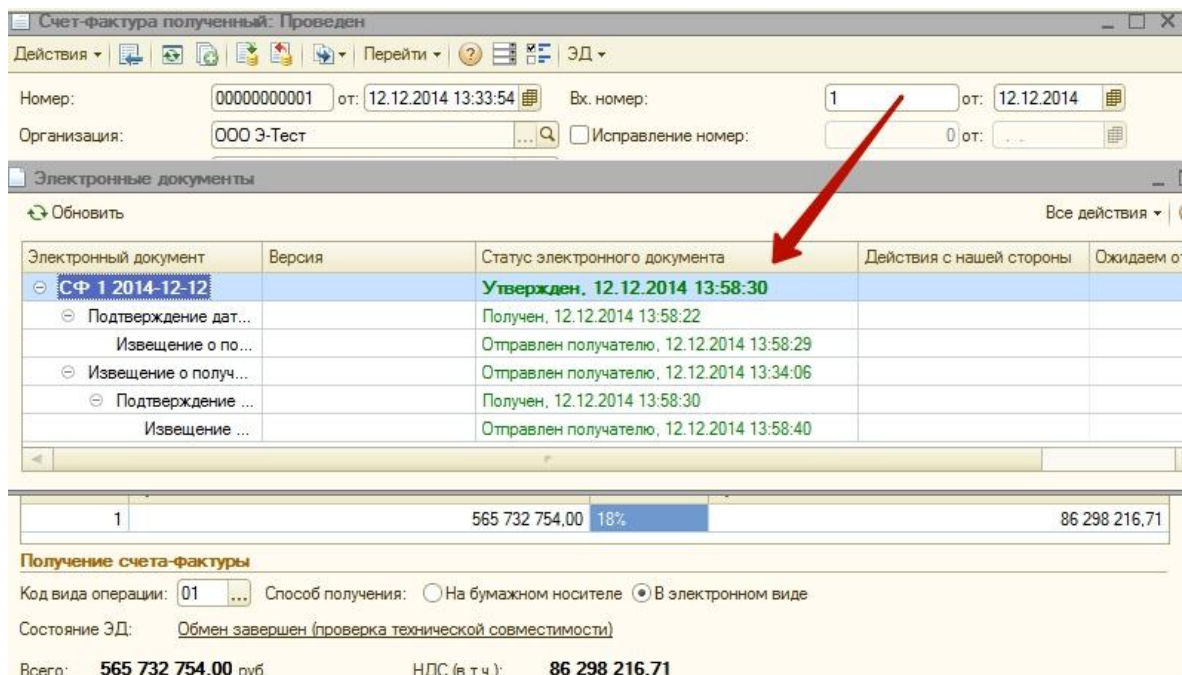 Счет-фактура полученный: Проведен
Действия Перейти ЭД
Номер: 00000000001 от: 12.12.2014 13:33:54 Вх. номер: 1 от: 12.12.2014
Организация: ООО Э-Тест ... Исправление номер: 0 от: . .
Электронные документы
Обновить Все действия
Электронный документ Версия Статус электронного документа Действия с нашей стороны Ожидаем о
СФ 1 2014-12-12 Утвержден, 12.12.2014 13:58:30
Подтверждение дат... Получен, 12.12.2014 13:58:22
Извещение о по... Отправлен получателю, 12.12.2014 13:58:29
Извещение о получ... Отправлен получателю, 12.12.2014 13:34:06
Подтверждение ... Получен, 12.12.2014 13:58:30
Извещение ... Отправлен получателю, 12.12.2014 13:58:40
1 565 732 754,00 18% 86 298 216,71
Получение счета-фактуры
Код вида операции: 01 ... Способ получения: На бумажном носителе В электронном виде
Состояние ЭД: Обмен завершен (проверка технической совместимости)
Всего: 565 732 754,00 руб. НДС (в т.ч.): 86 298 216,71